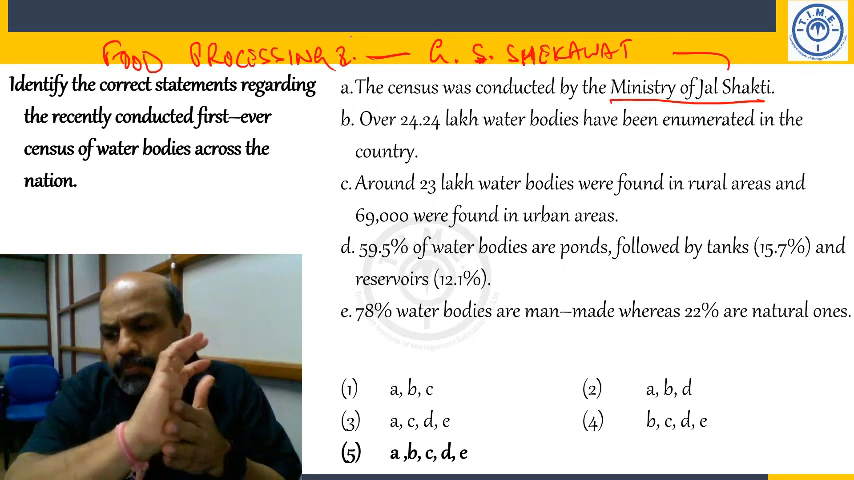 FOOD PROCESSING & — G. S. SHEKAWAT
T.I.M.E.
Identify the correct statements regarding
the recently conducted first–ever
census of water bodies across the
nation.
a. The census was conducted by the Ministry of Jal Shakti.
b. Over 24.24 lakh water bodies have been enumerated in the
country.
c. Around 23 lakh water bodies were found in rural areas and
69,000 were found in urban areas.
d. 59.5% of water bodies are ponds, followed by tanks (15.7%) and
reservoirs (12.1%).
e. 78% water bodies are man–made whereas 22% are natural ones.
(1) a, b, c
(2) a, b, d
(3) a, c, d, e
(4) b, c, d, e
(5) a ,b, c, d, e